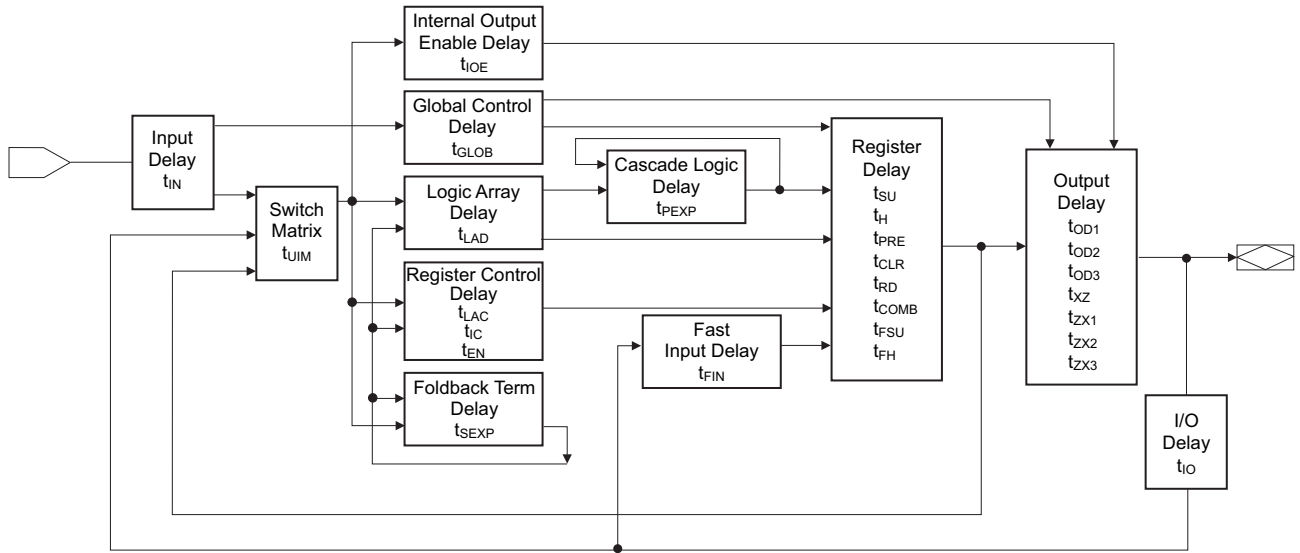 Internal Output
Enable Delay
tIOE
Global Control
Delay
tGLOB
Input
Delay
tIN
Switch
Matrix
tUIM
Logic Array
Delay
tLAD
Cascade Logic
Delay
tPEXP
Register Control
Delay
tLAC
tIC
tEN
Fast
Input Delay
tFIN
Foldback Term
Delay
tSEXP
Register
Delay
tSU
tH
tPRE
tCLR
tRD
tCOMB
tFSU
tFH
Output
Delay
tOD1
tOD2
tOD3
tXZ
tZX1
tZX2
tZX3
I/O
Delay
tIO